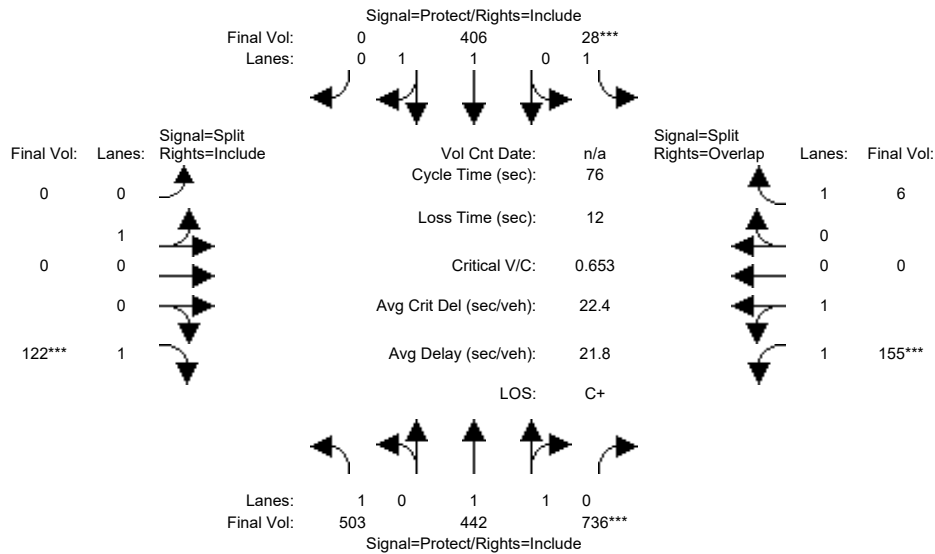 Signal=Protect/Rights=Include
Final Vol: 0 406 28***
Lanes: 0 1 1 0 1
Signal=Split Signal=Split
Final Vol: Lanes: Rights=Include Vol Cnt Date: n/a Rights=Overlap Lanes: Final Vol:
Cycle Time (sec): 76
0 0 1 6
Loss Time (sec): 12
1 0
0 0 Critical V/C: 0.653 0 0
0 Avg Crit Del (sec/veh): 22.4 1
122*** 1 Avg Delay (sec/veh): 21.8 1 155***
LOS: C+
Lanes: 1 0 1 1 0
Final Vol: 503 442 736***
Signal=Protect/Rights=Include